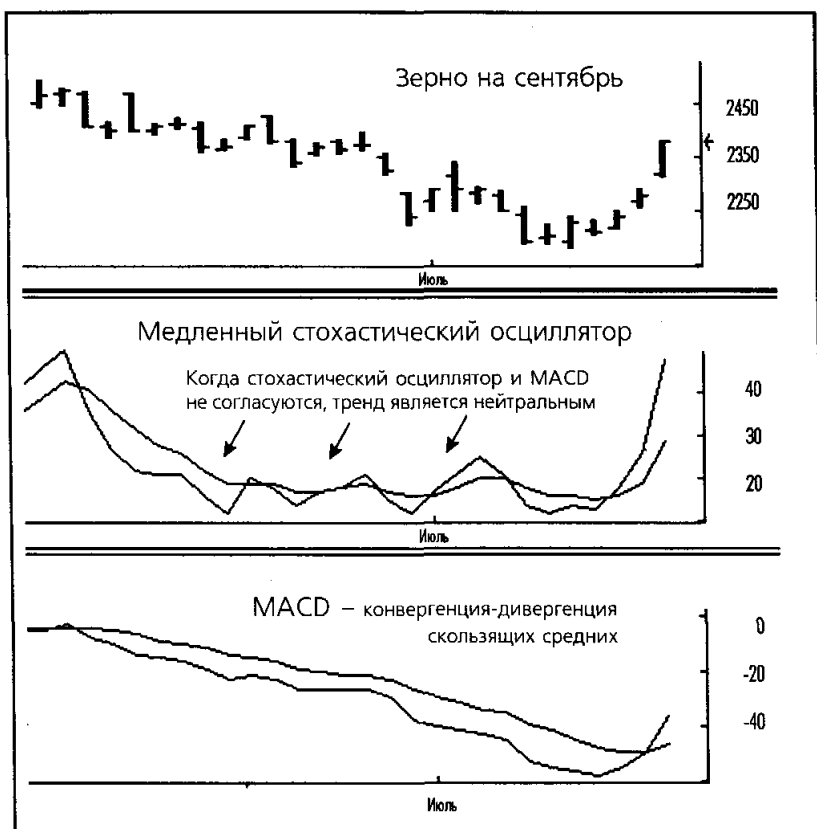 Зерно на сентябрь
2450
2350
2250
Июль
Медленный стохастический осциллятор
Когда стохастический осциллятор и MACD
не согласуются, тренд является нейтральным
40
30
20
Июль
MACD – конвергенция-дивергенция
скользящих средних
0
-20
-40
Июль